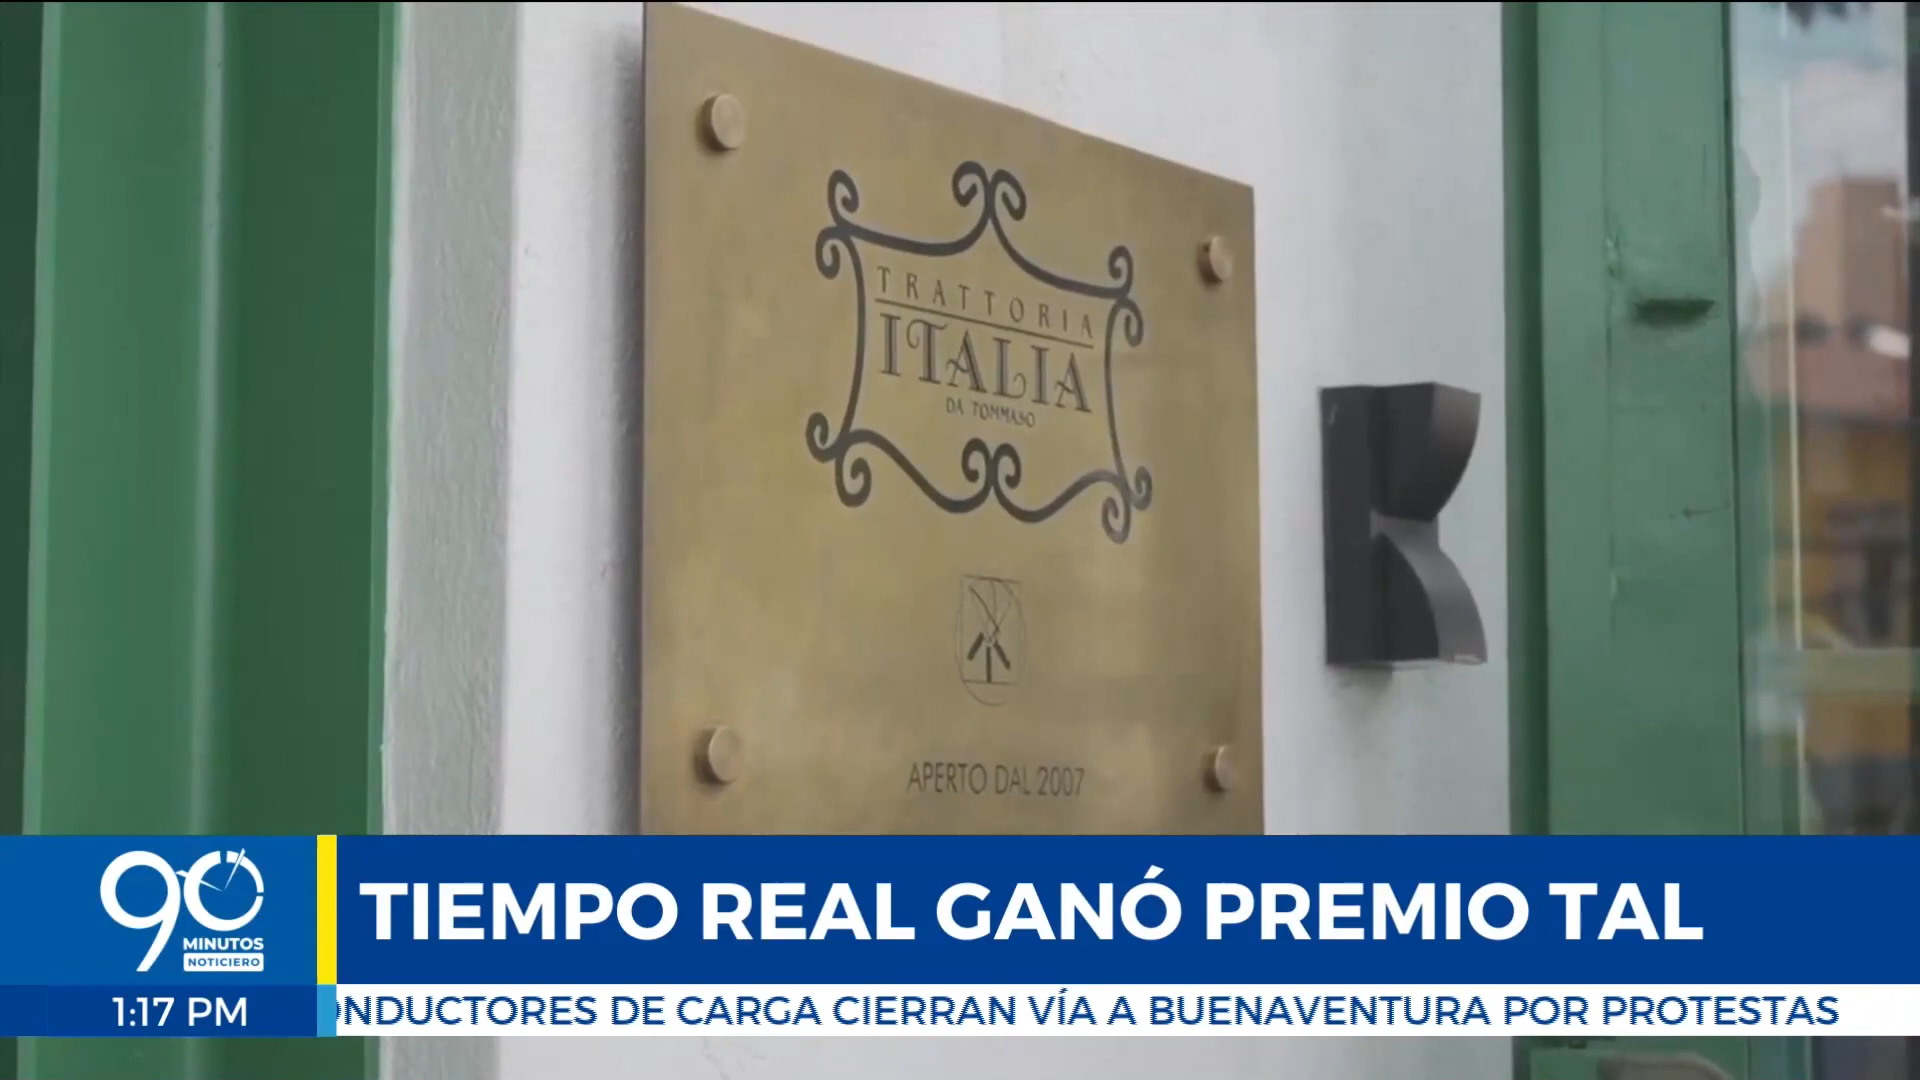 TRATTORIA
ITALIA
DA TOMMASO
APERTO DAL 2007
90
MINUTOS
NOTICIERO
TIEMPO REAL GANÓ PREMIO TAL
1:17 PM
ONDUCTORES DE CARGA CIERRAN VÍA A BUENAVENTURA POR PROTESTAS